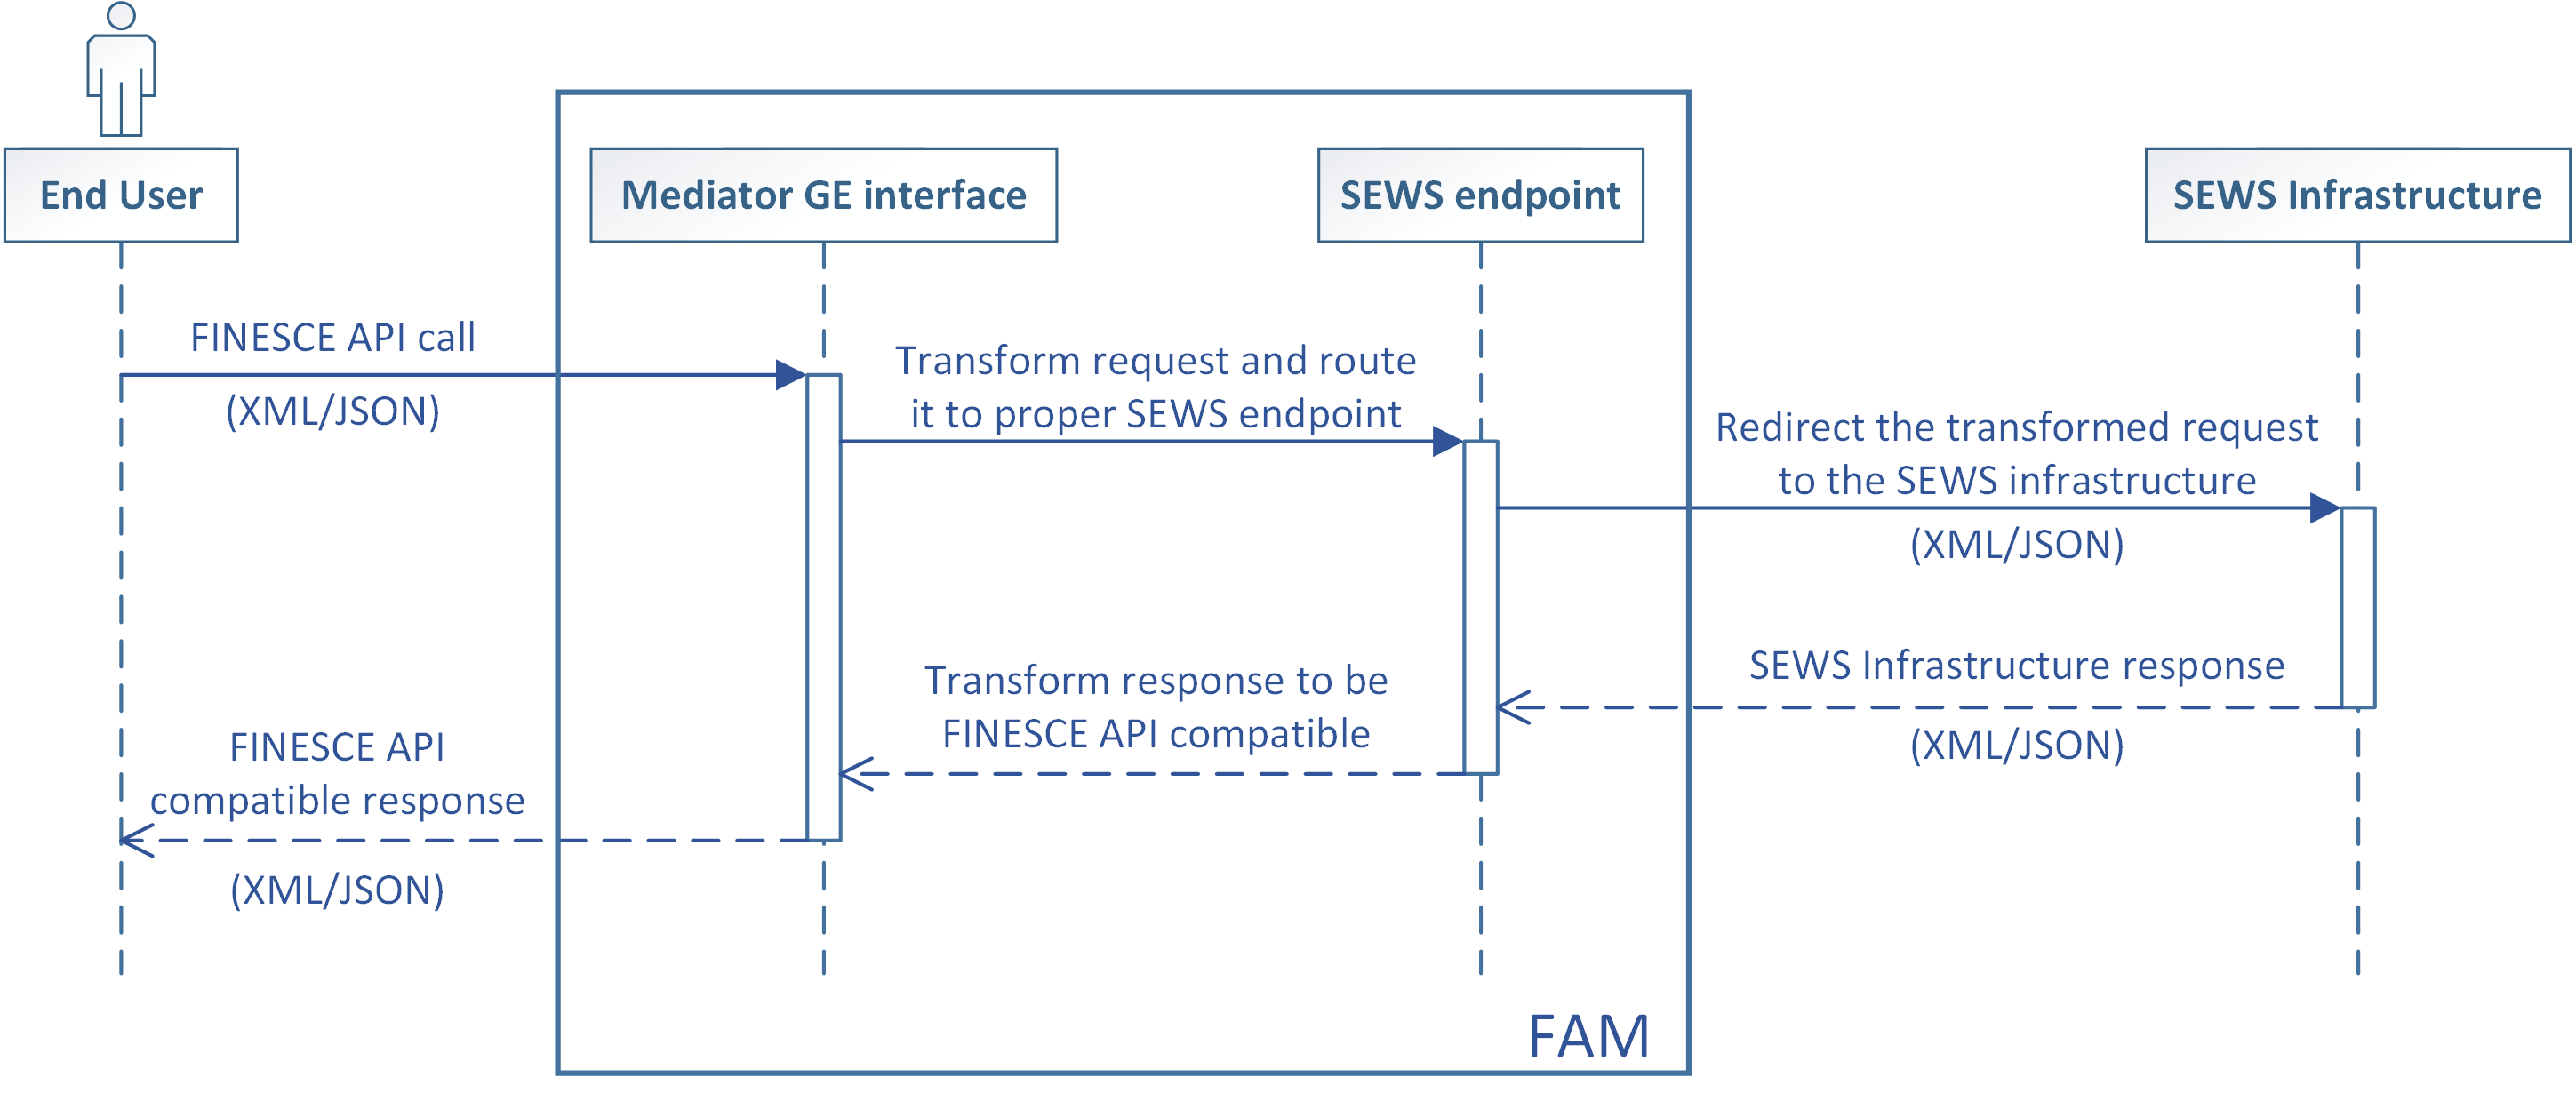 End User
Mediator GE interface
SEWS endpoint
SEWS Infrastructure
FINESCE API call
(XML/JSON)
Transform request and route
it to proper SEWS endpoint
Redirect the transformed request
to the SEWS infrastructure
(XML/JSON)
SEWS Infrastructure response
(XML/JSON)
Transform response to be
FINESCE API compatible
FINESCE API
compatible response
(XML/JSON)
FAM